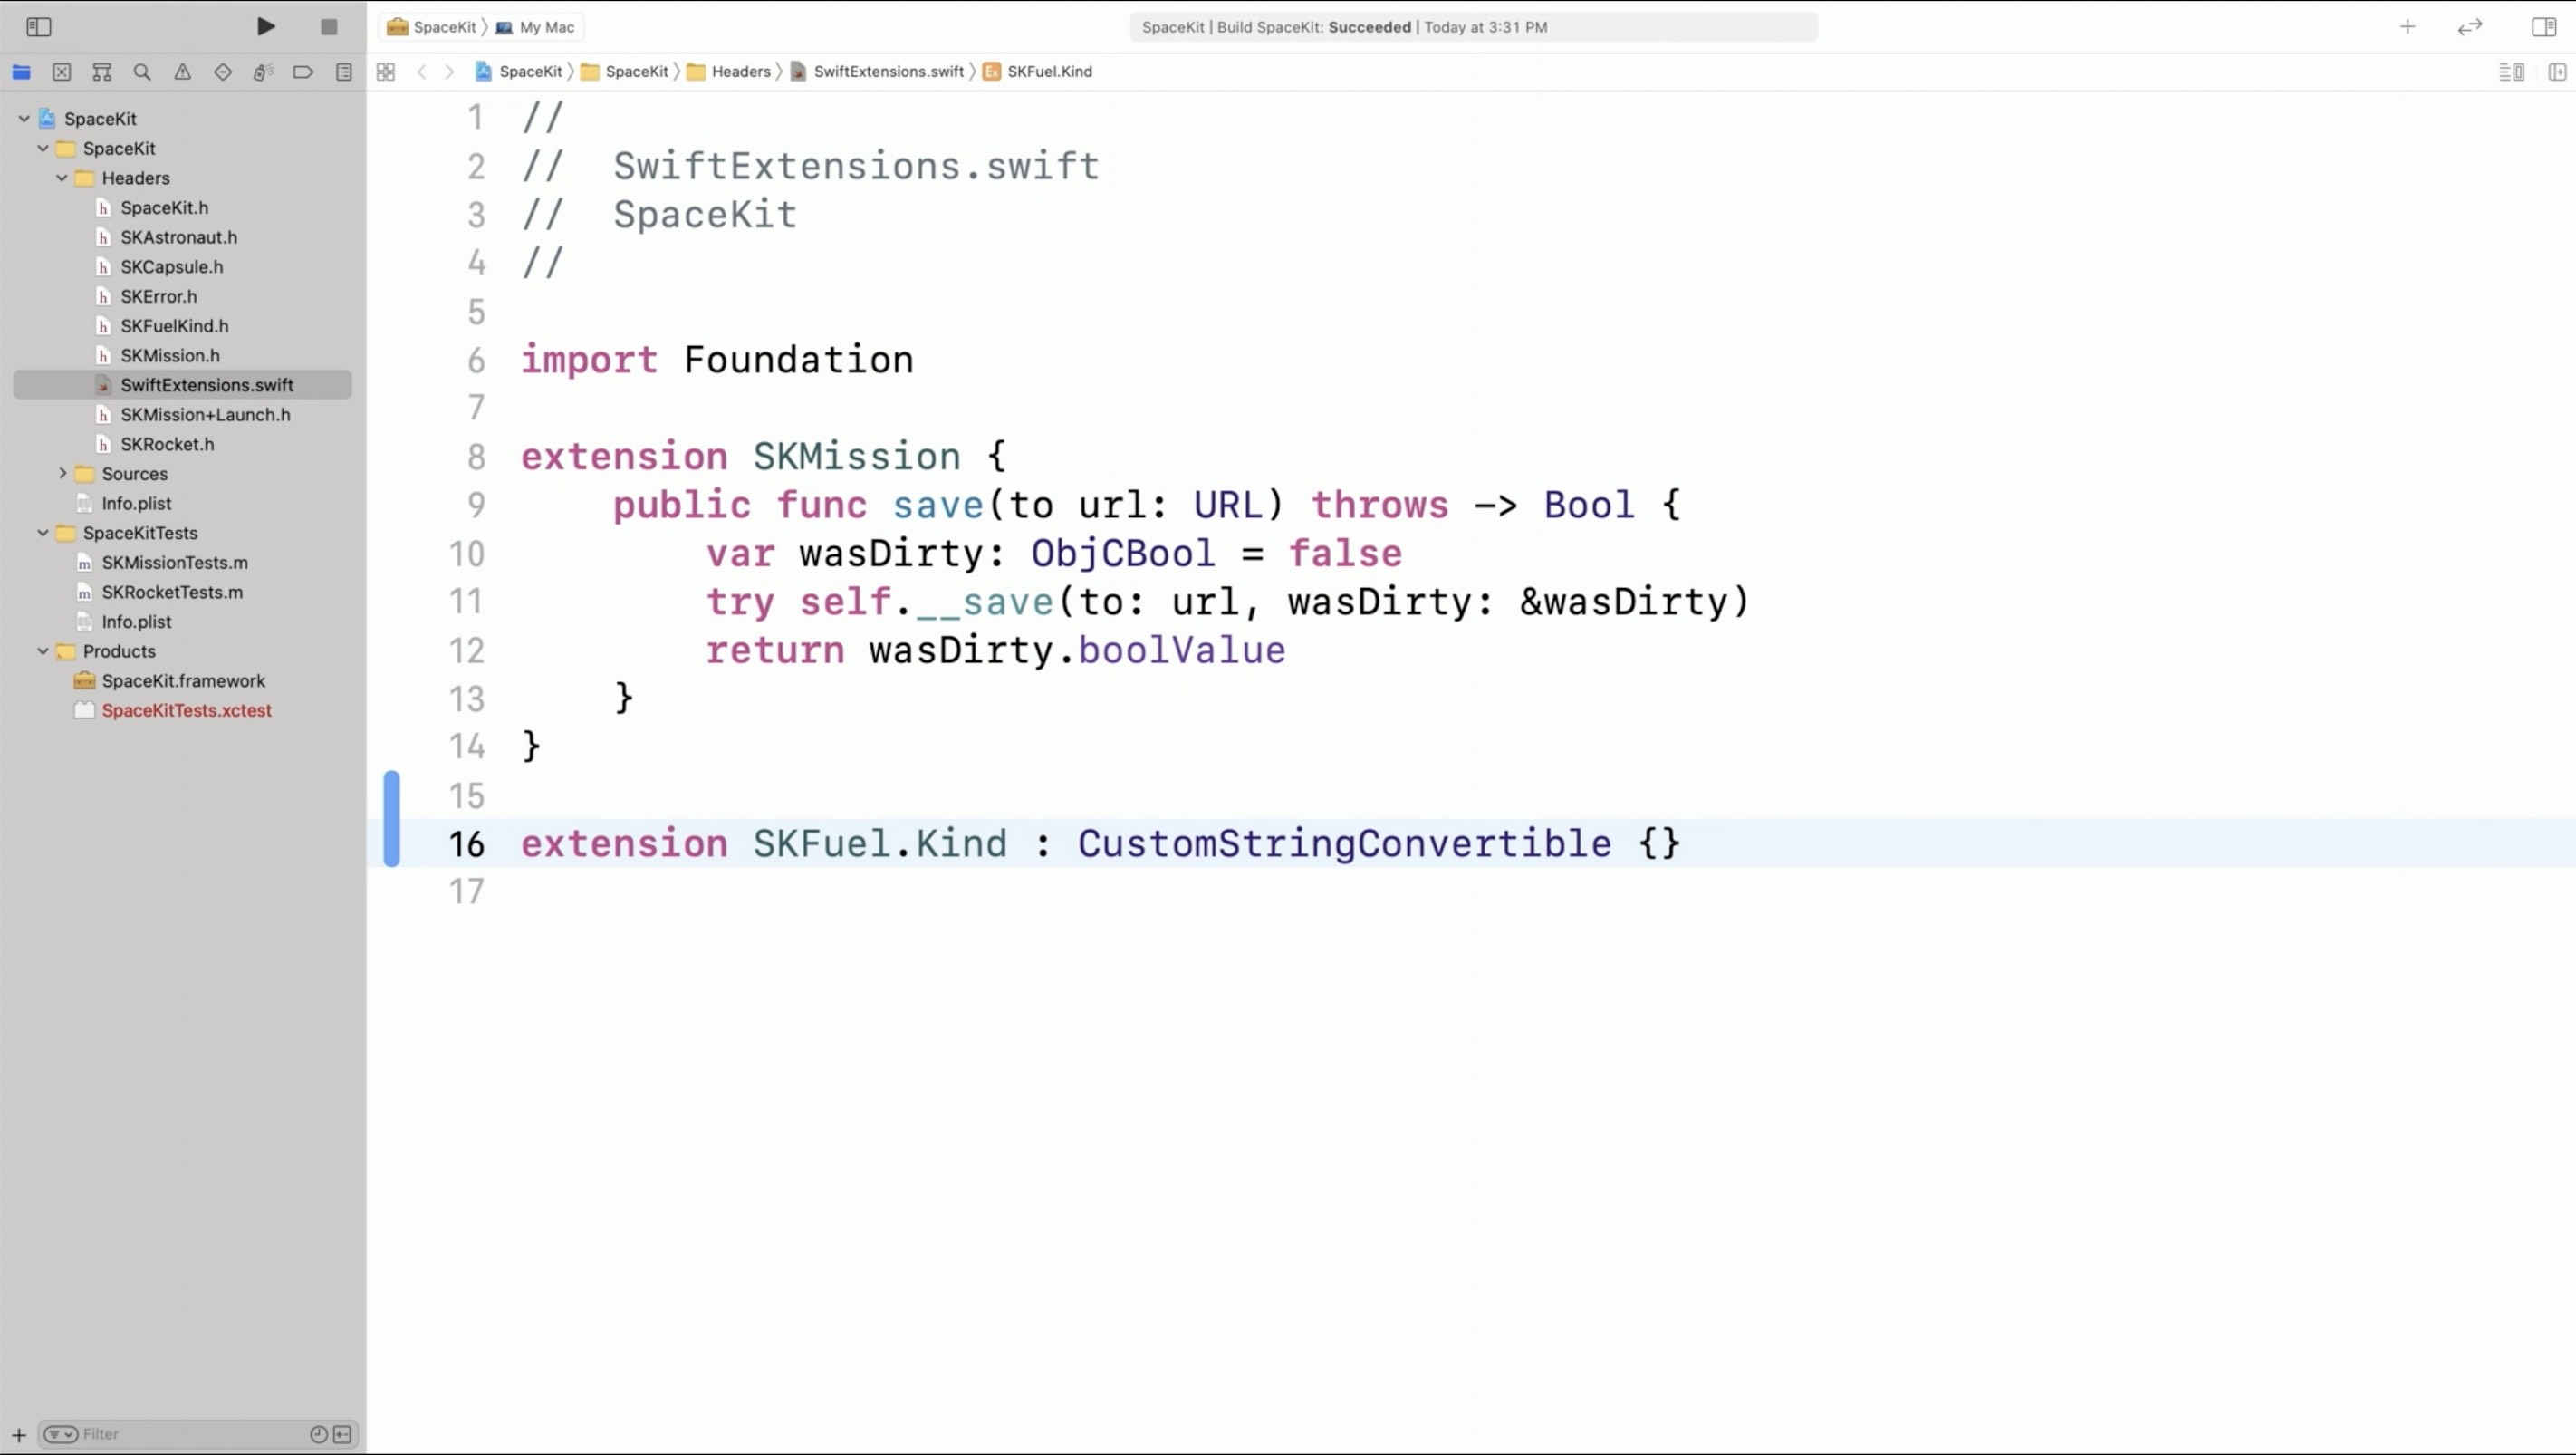 SpaceKit 〉 My Mac
SpaceKit | Build SpaceKit: Succeeded | Today at 3:31 PM
SpaceKit 〉 SpaceKit 〉 Headers 〉 SwiftExtensions.swift 〉 Ex SKFuel.Kind
SpaceKit
SpaceKit
Headers
h SpaceKit.h
h SKAstronaut.h
h SKCapsule.h
h SKError.h
h SKFuelKind.h
h SKMission.h
SwiftExtensions.swift
h SKMission+Launch.h
h SKRocket.h
Sources
Info.plist
SpaceKitTests
m SKMissionTests.m
m SKRocketTests.m
Info.plist
Products
SpaceKit.framework
SpaceKitTests.xctest
Filter
1 //
2 //  SwiftExtensions.swift
3 //  SpaceKit
4 //
5
6 import Foundation
7
8 extension SKMission {
9     public func save(to url: URL) throws -> Bool {
10         var wasDirty: ObjCBool = false
11         try self.__save(to: url, wasDirty: &wasDirty)
12         return wasDirty.boolValue
13     }
14 }
15
16 extension SKFuel.Kind : CustomStringConvertible {}
17